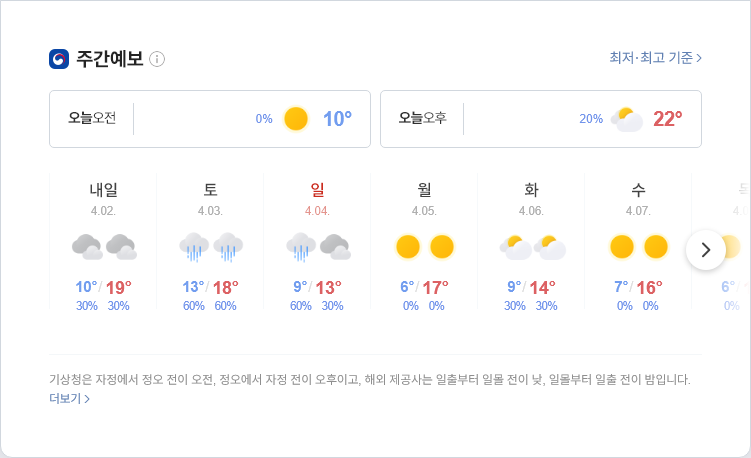 주간예보
최저·최고 기준
오늘오전 0% 10° 오늘오후 20% 22°
내일 토 일 월 화 수
4.02. 4.03. 4.04. 4.05. 4.06. 4.07.
10°/19° 13°/18° 9°/13° 6°/17° 9°/14° 7°/16° 6°
30% 30% 60% 60% 60% 30% 0% 0% 30% 30% 0% 0% 0%
기상청은 자정에서 정오 전이 오전, 정오에서 자정 전이 오후이고, 해외 제공사는 일출부터 일몰 전이 낮, 일몰부터 일출 전이 밤입니다.
더보기